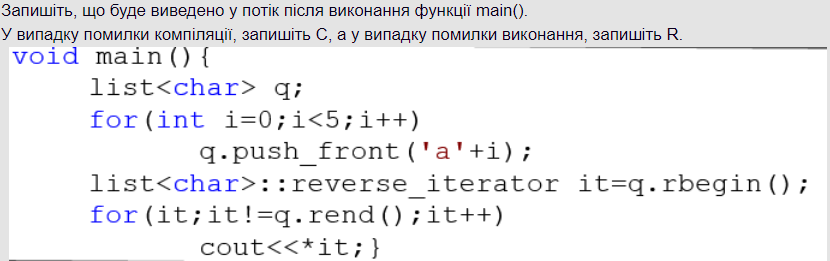 Запишіть, що буде виведено у потік після виконання функції main().
У випадку помилки компіляції, запишіть C, а у випадку помилки виконання, запишіть R.
void main(){
list<char> q;
for(int i=0;i<5;i++)
q.push_front('a'+i);
list<char>::reverse_iterator it=q.rbegin();
for(it;it!=q.rend();it++)
cout<<*it;}